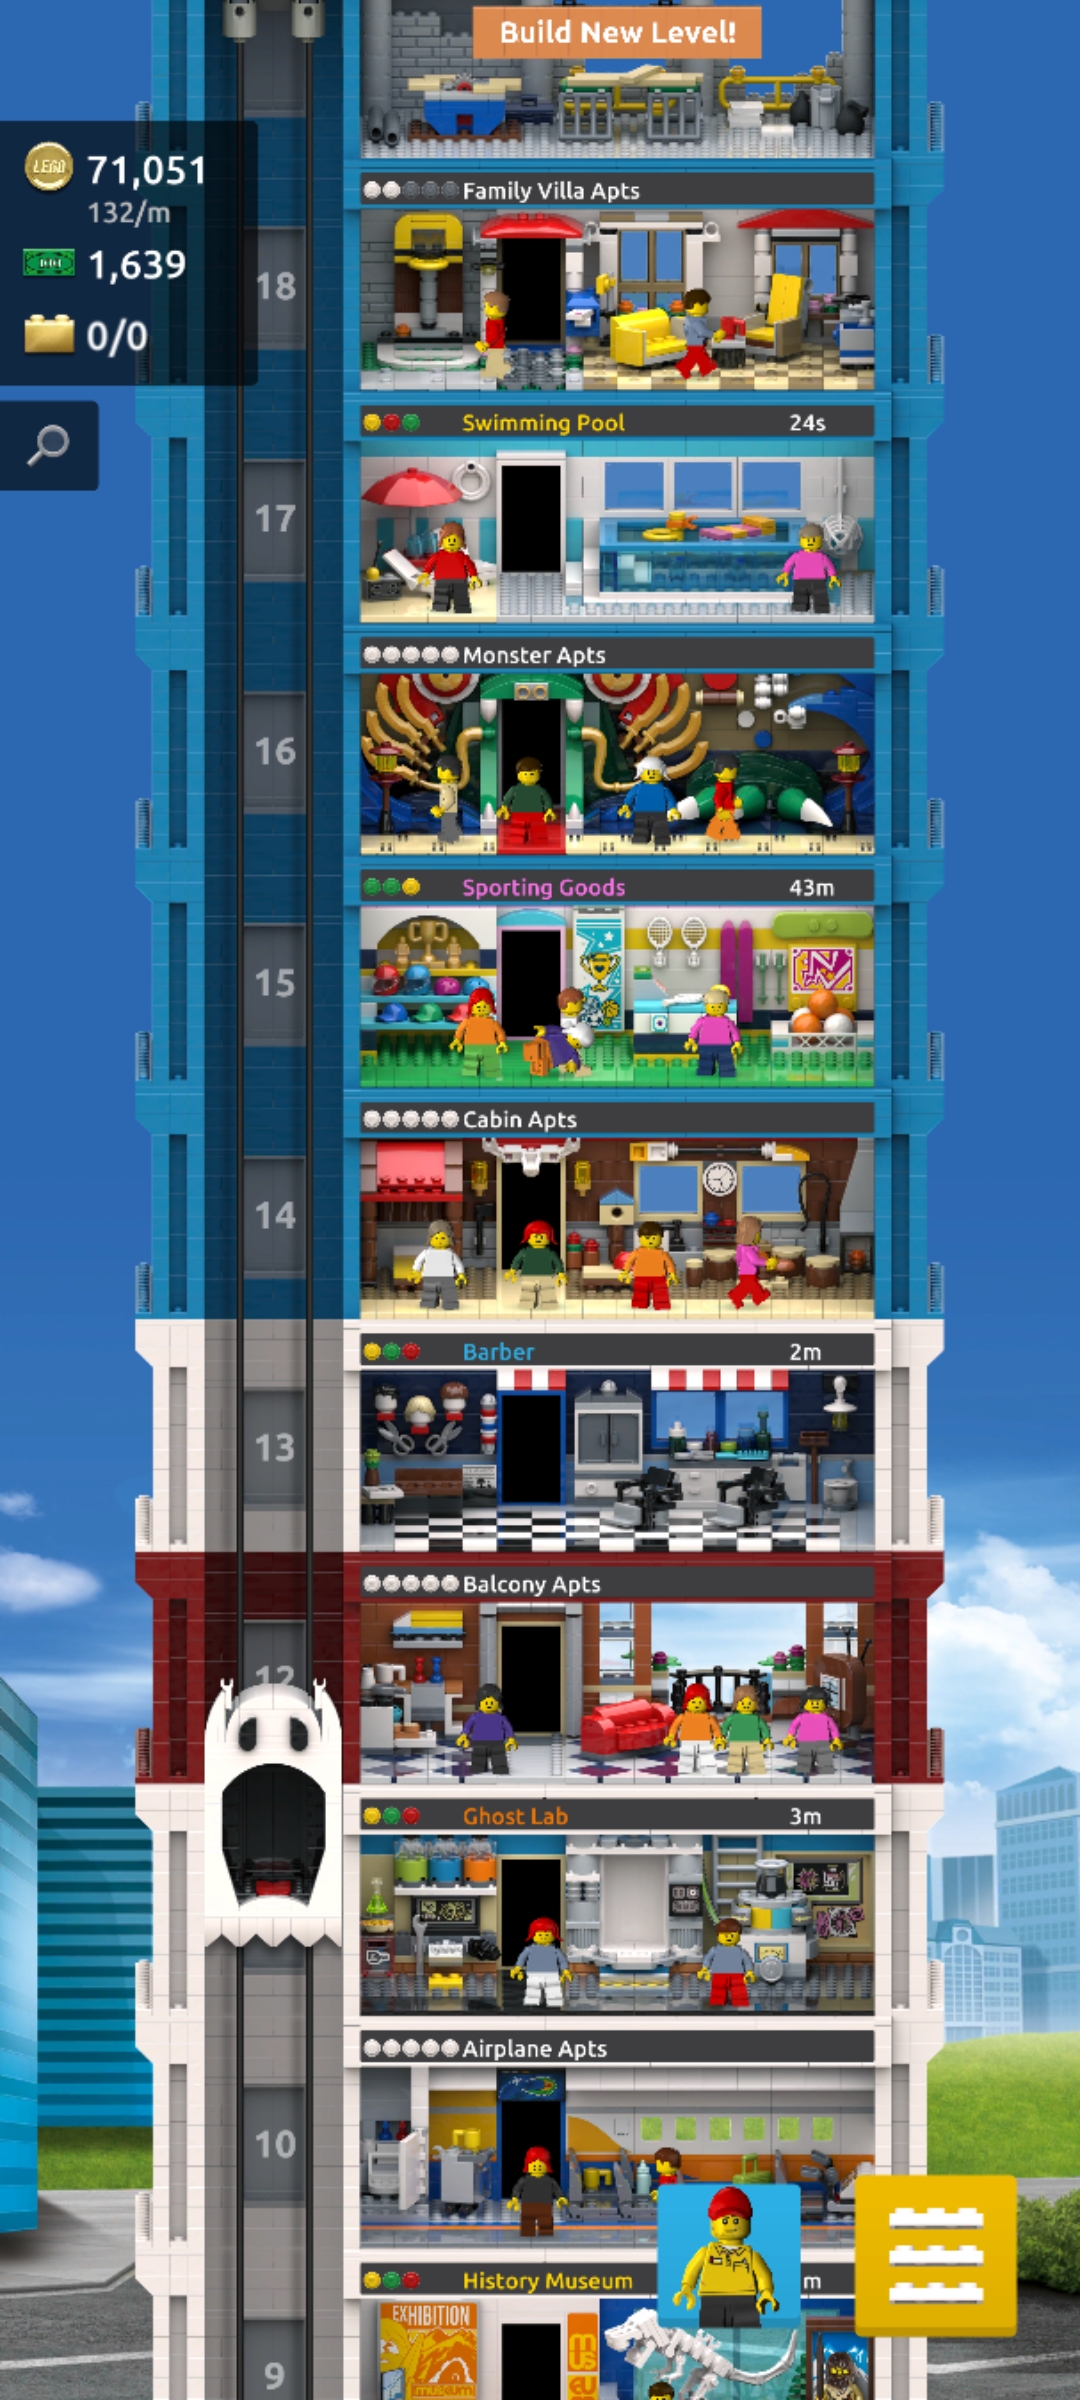 Build New Level!
LEGO 71,051
132/m
1,639
0/0
Family Villa Apts
18
Swimming Pool 24s
17
Monster Apts
16
Sporting Goods 43m
15
Cabin Apts
14
Barber 2m
13
Balcony Apts
12
Ghost Lab 3m
Airplane Apts
10
History Museum m
EXHIBITION
museum
9